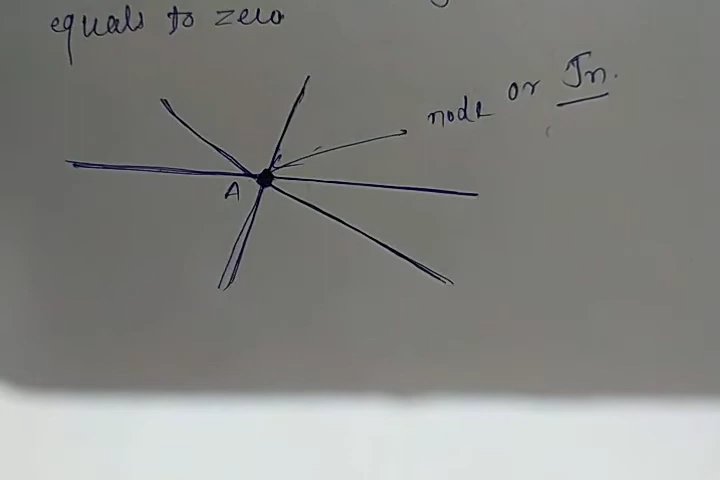 equals to zero
node or Jn.
A